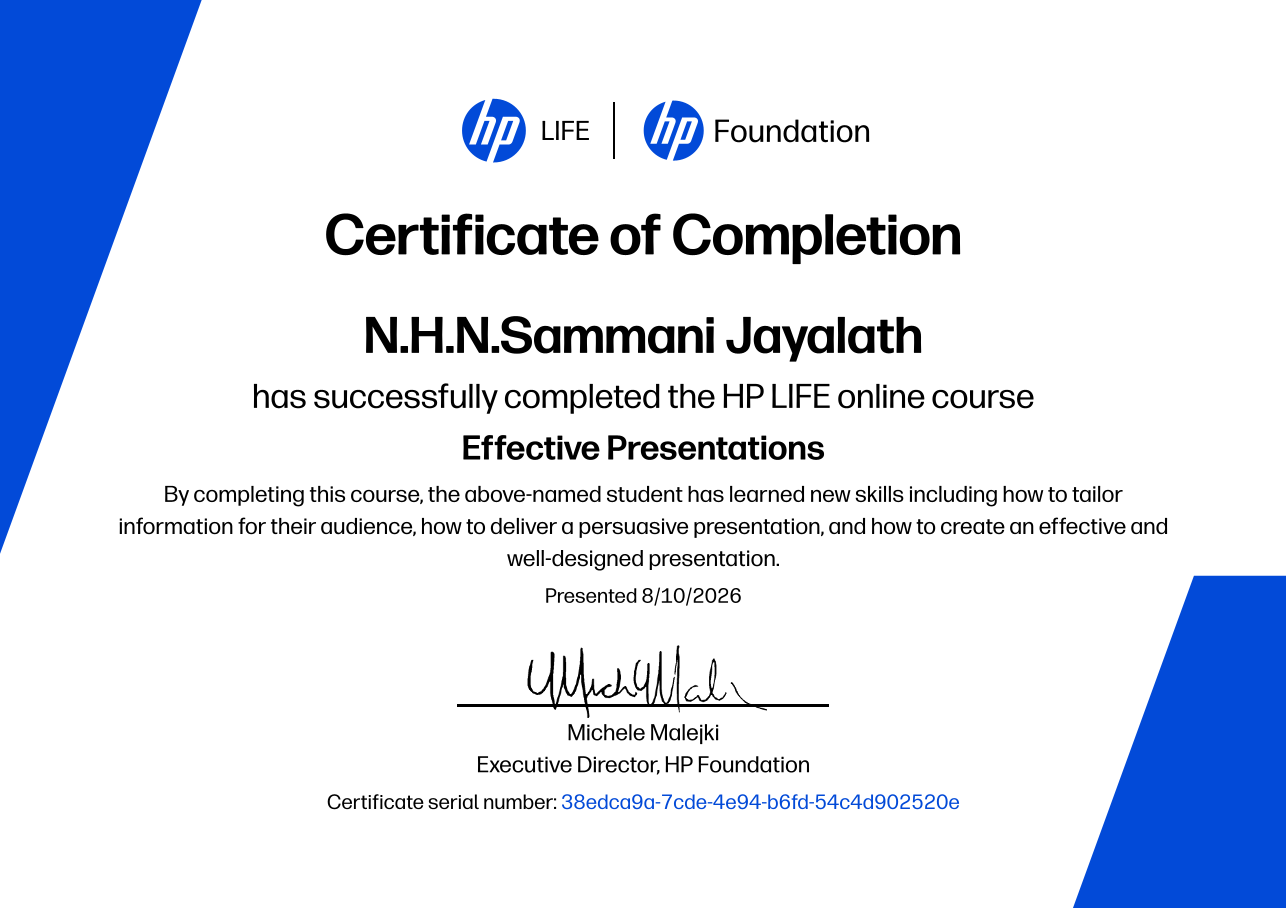 hp LIFE | hp Foundation
Certificate of Completion
N.H.N.Sammani Jayalath
has successfully completed the HP LIFE online course
Effective Presentations
By completing this course, the above-named student has learned new skills including how to tailor
information for their audience, how to deliver a persuasive presentation, and how to create an effective and
well-designed presentation.
Presented 8/10/2026
Michele Malejki
Executive Director, HP Foundation
Certificate serial number: 38edca9a-7cde-4e94-b6fd-54c4d902520e